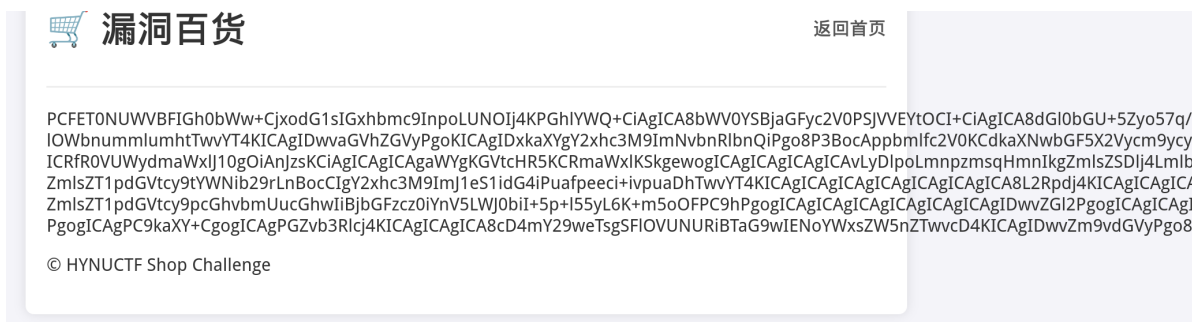 🛒 漏洞百货
返回首页
PCFET0NUWVBFIGh0bWw+CjxodG1sIGxhbmc9InpoLUNOIj4KPGhlYWQ+CiAgICA8bWV0YSBjaGFyc2V0PSJVVEYtOCI+CiAgICA8dGl0bGU+5Zyo57q/
lOWbnummlumhtTwvYT4KICAgIDwvaGVhZGVyPgoKICAgIDxkaXYgY2xhc3M9ImNvbnRlbnQiPgo8P3BocAppbmlfc2V0KCdkaXNwbGF5X2Vycm9ycy
ICRfR0VUWydmaWxlJ10gOiAnJzsKCiAgICAgICAgaWYgKGVtcHR5KCRmaWxlKSkgewogICAgICAgICAgICAvLyDlpoLmnpzmsqHmnIkgZmlsZSDlj4Lmlb
ZmlsZT1pdGVtcy9tYWNib29rLnBocCIgY2xhc3M9ImJ1eS1idG4iPuafpeeci+ivpuaDhTwvYT4KICAgICAgICAgICAgICAgICAgICA8L2Rpdj4KICAgICAgICA
ZmlsZT1pdGVtcy9pcGhvbmUucGhwIiBjbGFzcz0iYnV5LWJ0biI+5p+l55yL6K+m5oOFPC9hPgogICAgICAgICAgICAgICAgICAgIDwvZGl2PgogICAgICAgI
PgogICAgPC9kaXY+CgogICAgPGZvb3Rlcj4KICAgICAgICA8cD4mY29weTsgSFlOVUNURiBTaG9wIENoYWxsZW5nZTwvcD4KICAgIDwvZm9vdGVyPgo8
© HYNUCTF Shop Challenge